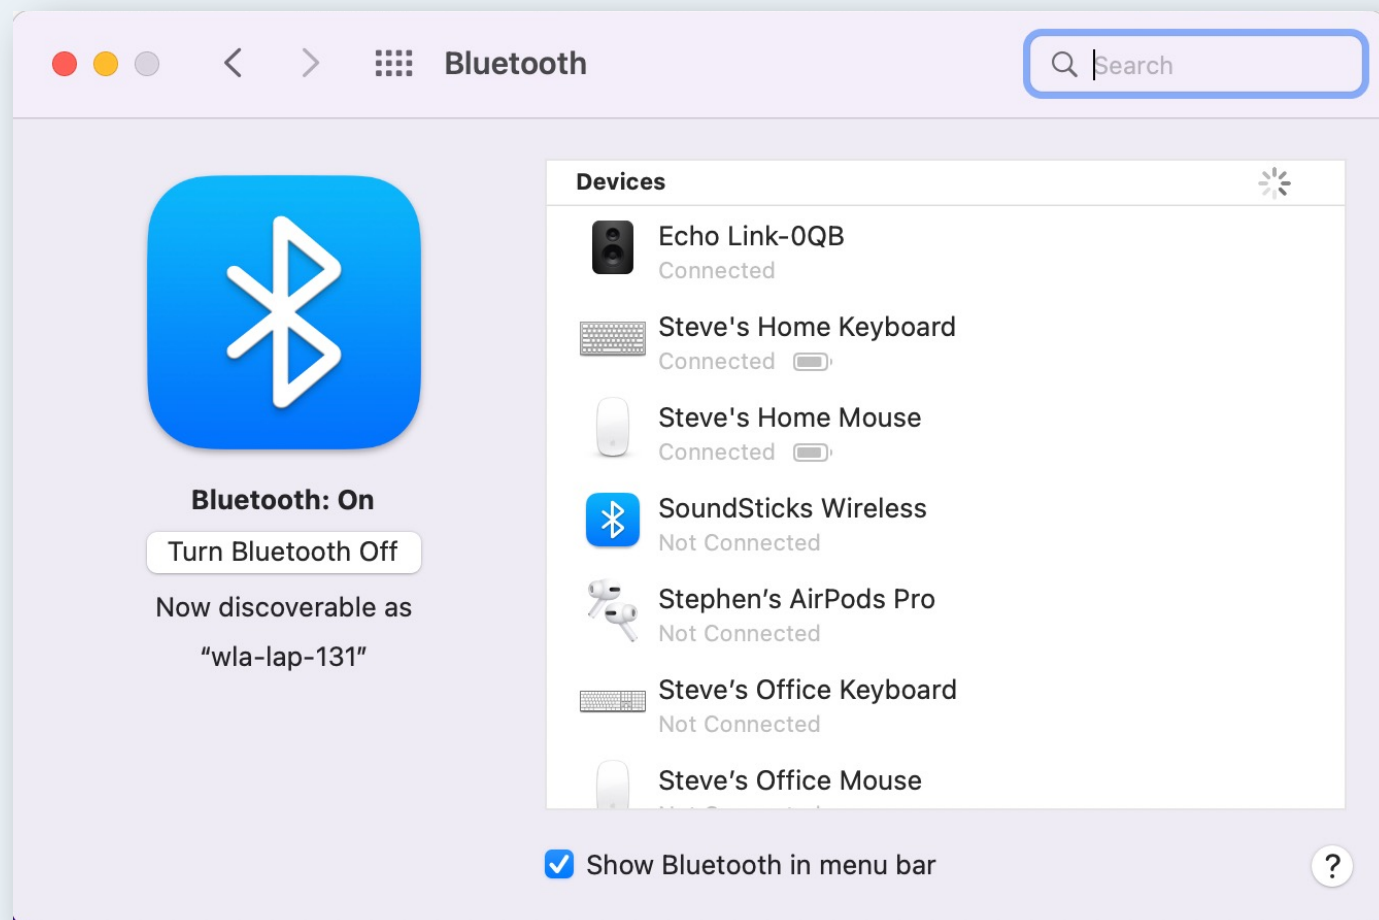 Bluetooth
Search
Devices
Echo Link-0QB
Connected
Steve's Home Keyboard
Connected
Steve's Home Mouse
Connected
SoundSticks Wireless
Not Connected
Stephen’s AirPods Pro
Not Connected
Steve’s Office Keyboard
Not Connected
Steve’s Office Mouse
Bluetooth: On
Turn Bluetooth Off
Now discoverable as
“wla-lap-131”
Show Bluetooth in menu bar
?